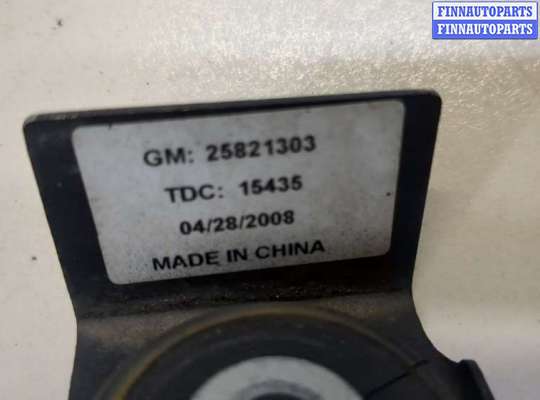 FINNAUTOPARTS
FINNAUTOPARTS
GM: 25821303
TDC: 15435
04/28/2008
MADE IN CHINA